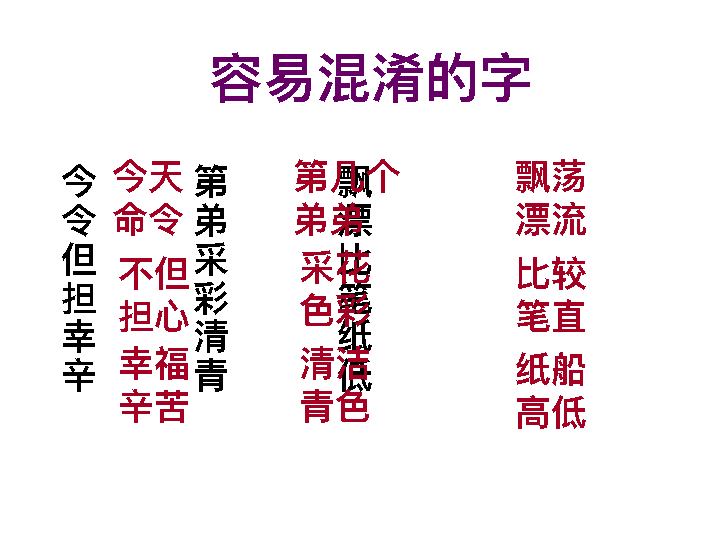 容易混淆的字
今
令
但
担
幸
辛
今天
命令
不但
担心
幸福
辛苦
第
弟
采
彩
清
青
第几个
弟弟
采花
色彩
清洁
青色
飘
漂
比
笔
纸
低
飘荡
漂流
比较
笔直
纸船
高低